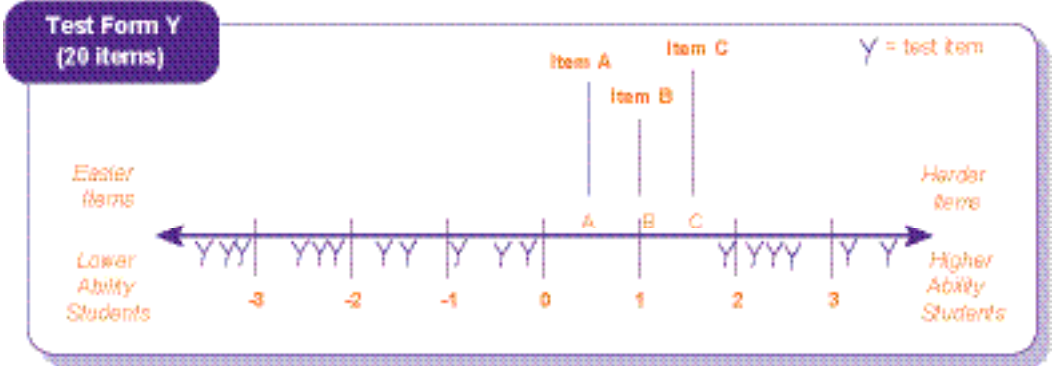 Test Form Y
(20 items)
Item A
Item C
Y = test item
Item B
Easier
Items
Harder
Items
A B C
Lower
Ability
Students
Higher
Ability
Students
-3 -2 -1 0 1 2 3